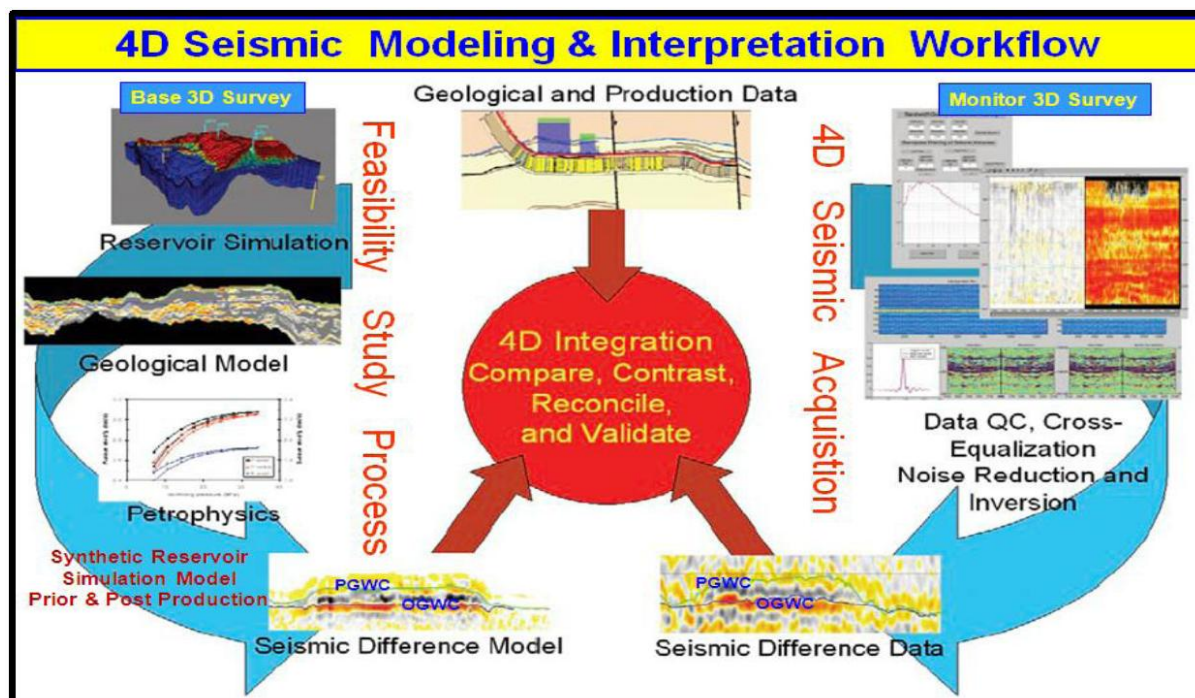 4D Seismic Modeling & Interpretation Workflow
Base 3D Survey
Geological and Production Data
Monitor 3D Survey
Feasibility Study Process
4D Seismic Acquistion
Reservoir Simulation
Geological Model
4D Integration
Compare, Contrast,
Reconcile,
and Validate
Data QC, Cross-
Equalization
Noise Reduction and
Inversion
Petrophysics
Synthetic Reservoir
Simulation Model
Prior & Post Production
PGWC
OGWC
Seismic Difference Model
PGWC
OGWC
Seismic Difference Data